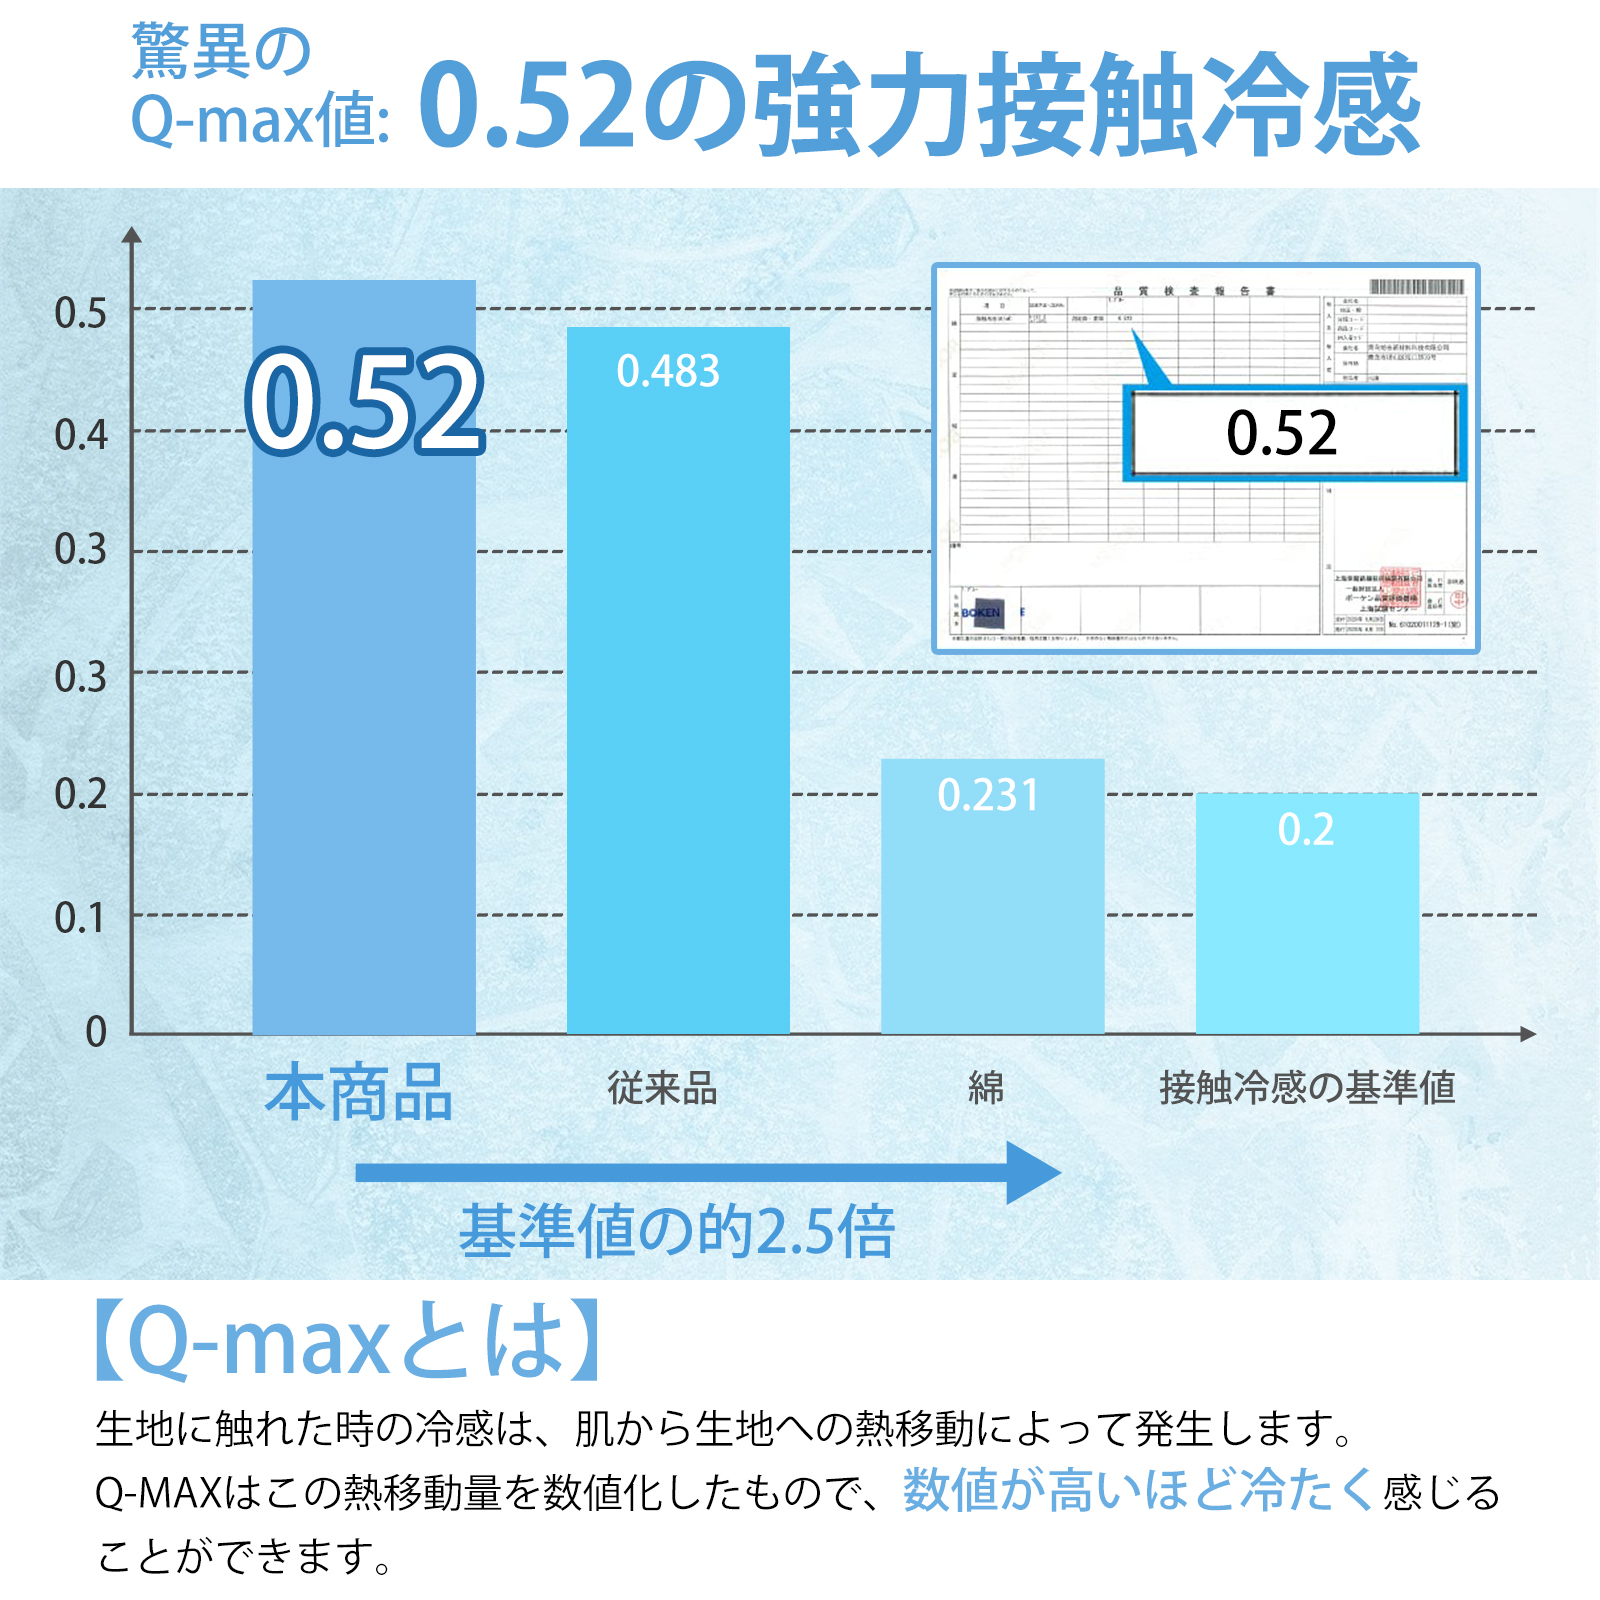 驚異の
Q-max値: 0.52の強力接触冷感
0.5
0.4
0.3
0.3
0.2
0.1
0
0.52
0.483
0.231
0.2
品質検査報告書
0.52
BOKEN
本商品
従来品
綿
接触冷感の基準値
基準値の的2.5倍
【Q-maxとは】
生地に触れた時の冷感は、肌から生地への熱移動によって発生します。
Q-MAXはこの熱移動量を数値化したもので、数値が高いほど冷たく感じる
ことができます。